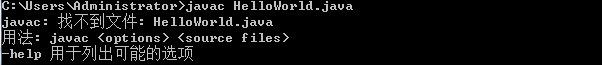 C:\Users\Administrator>javac HelloWorld.java
javac: 找不到文件: HelloWorld.java
用法: javac <options> <source files>
-help 用于列出可能的选项